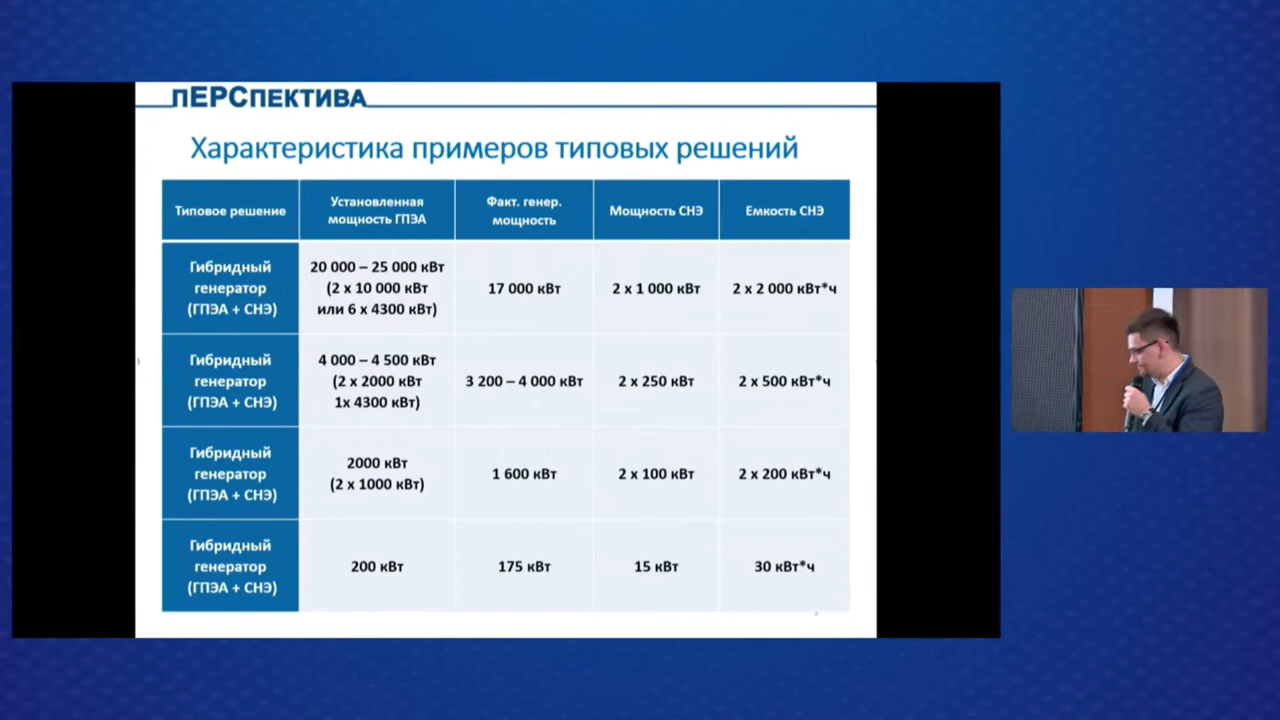 ПЕРСПЕКТИВА
Характеристика примеров типовых решений
Типовое решение
Установленная
мощность ГПЭА
Факт. генер.
мощность
Мощность СНЭ
Емкость СНЭ
Гибридный
генератор
(ГПЭА + СНЭ)
20 000 – 25 000 кВт
(2 x 10 000 кВт
или 6 x 4300 кВт)
17 000 кВт
2 x 1 000 кВт
2 x 2 000 кВт*ч
Гибридный
генератор
(ГПЭА + СНЭ)
4 000 – 4 500 кВт
(2 x 2000 кВт
1x 4300 кВт)
3 200 – 4 000 кВт
2 x 250 кВт
2 x 500 кВт*ч
Гибридный
генератор
(ГПЭА + СНЭ)
2000 кВт
(2 x 1000 кВт)
1 600 кВт
2 x 100 кВт
2 x 200 кВт*ч
Гибридный
генератор
(ГПЭА + СНЭ)
200 кВт
175 кВт
15 кВт
30 кВт*ч